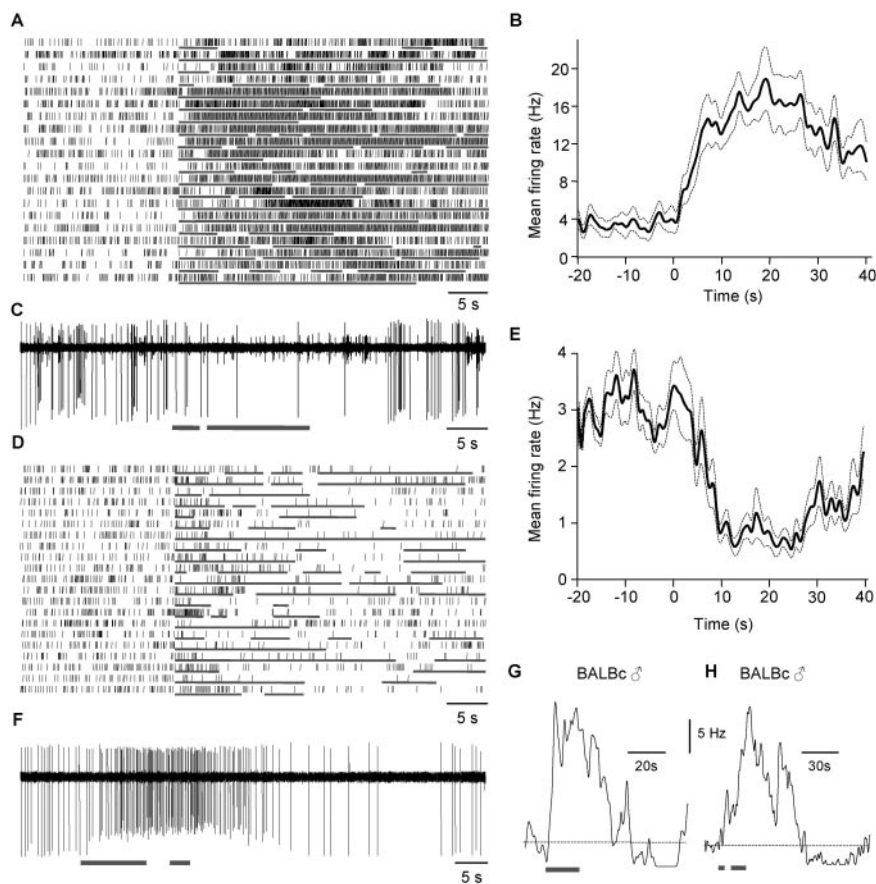 A
5 s
B
Mean firing rate (Hz)
20
16
12
8
4
0
-20 -10 0 10 20 30 40
Time (s)
C
5 s
D
5 s
E
Mean firing rate (Hz)
4
3
2
1
0
-20 -10 0 10 20 30 40
Time (s)
F
5 s
G BALBc ♂
5 Hz
20s
H BALBc ♂
30s